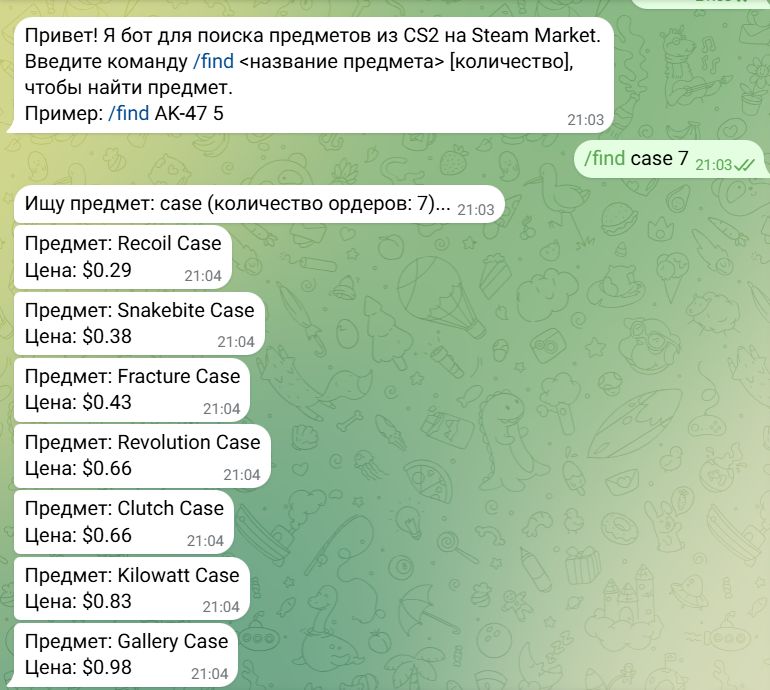 Привет! Я бот для поиска предметов из CS2 на Steam Market.
Введите команду /find <название предмета> [количество],
чтобы найти предмет.
Пример: /find AK-47 5
21:03
/find case 7 21:03
Ищу предмет: case (количество ордеров: 7)... 21:03
Предмет: Recoil Case
Цена: $0.29 21:04
Предмет: Snakebite Case
Цена: $0.38 21:04
Предмет: Fracture Case
Цена: $0.43 21:04
Предмет: Revolution Case
Цена: $0.66 21:04
Предмет: Clutch Case
Цена: $0.66 21:04
Предмет: Kilowatt Case
Цена: $0.83 21:04
Предмет: Gallery Case
Цена: $0.98 21:04